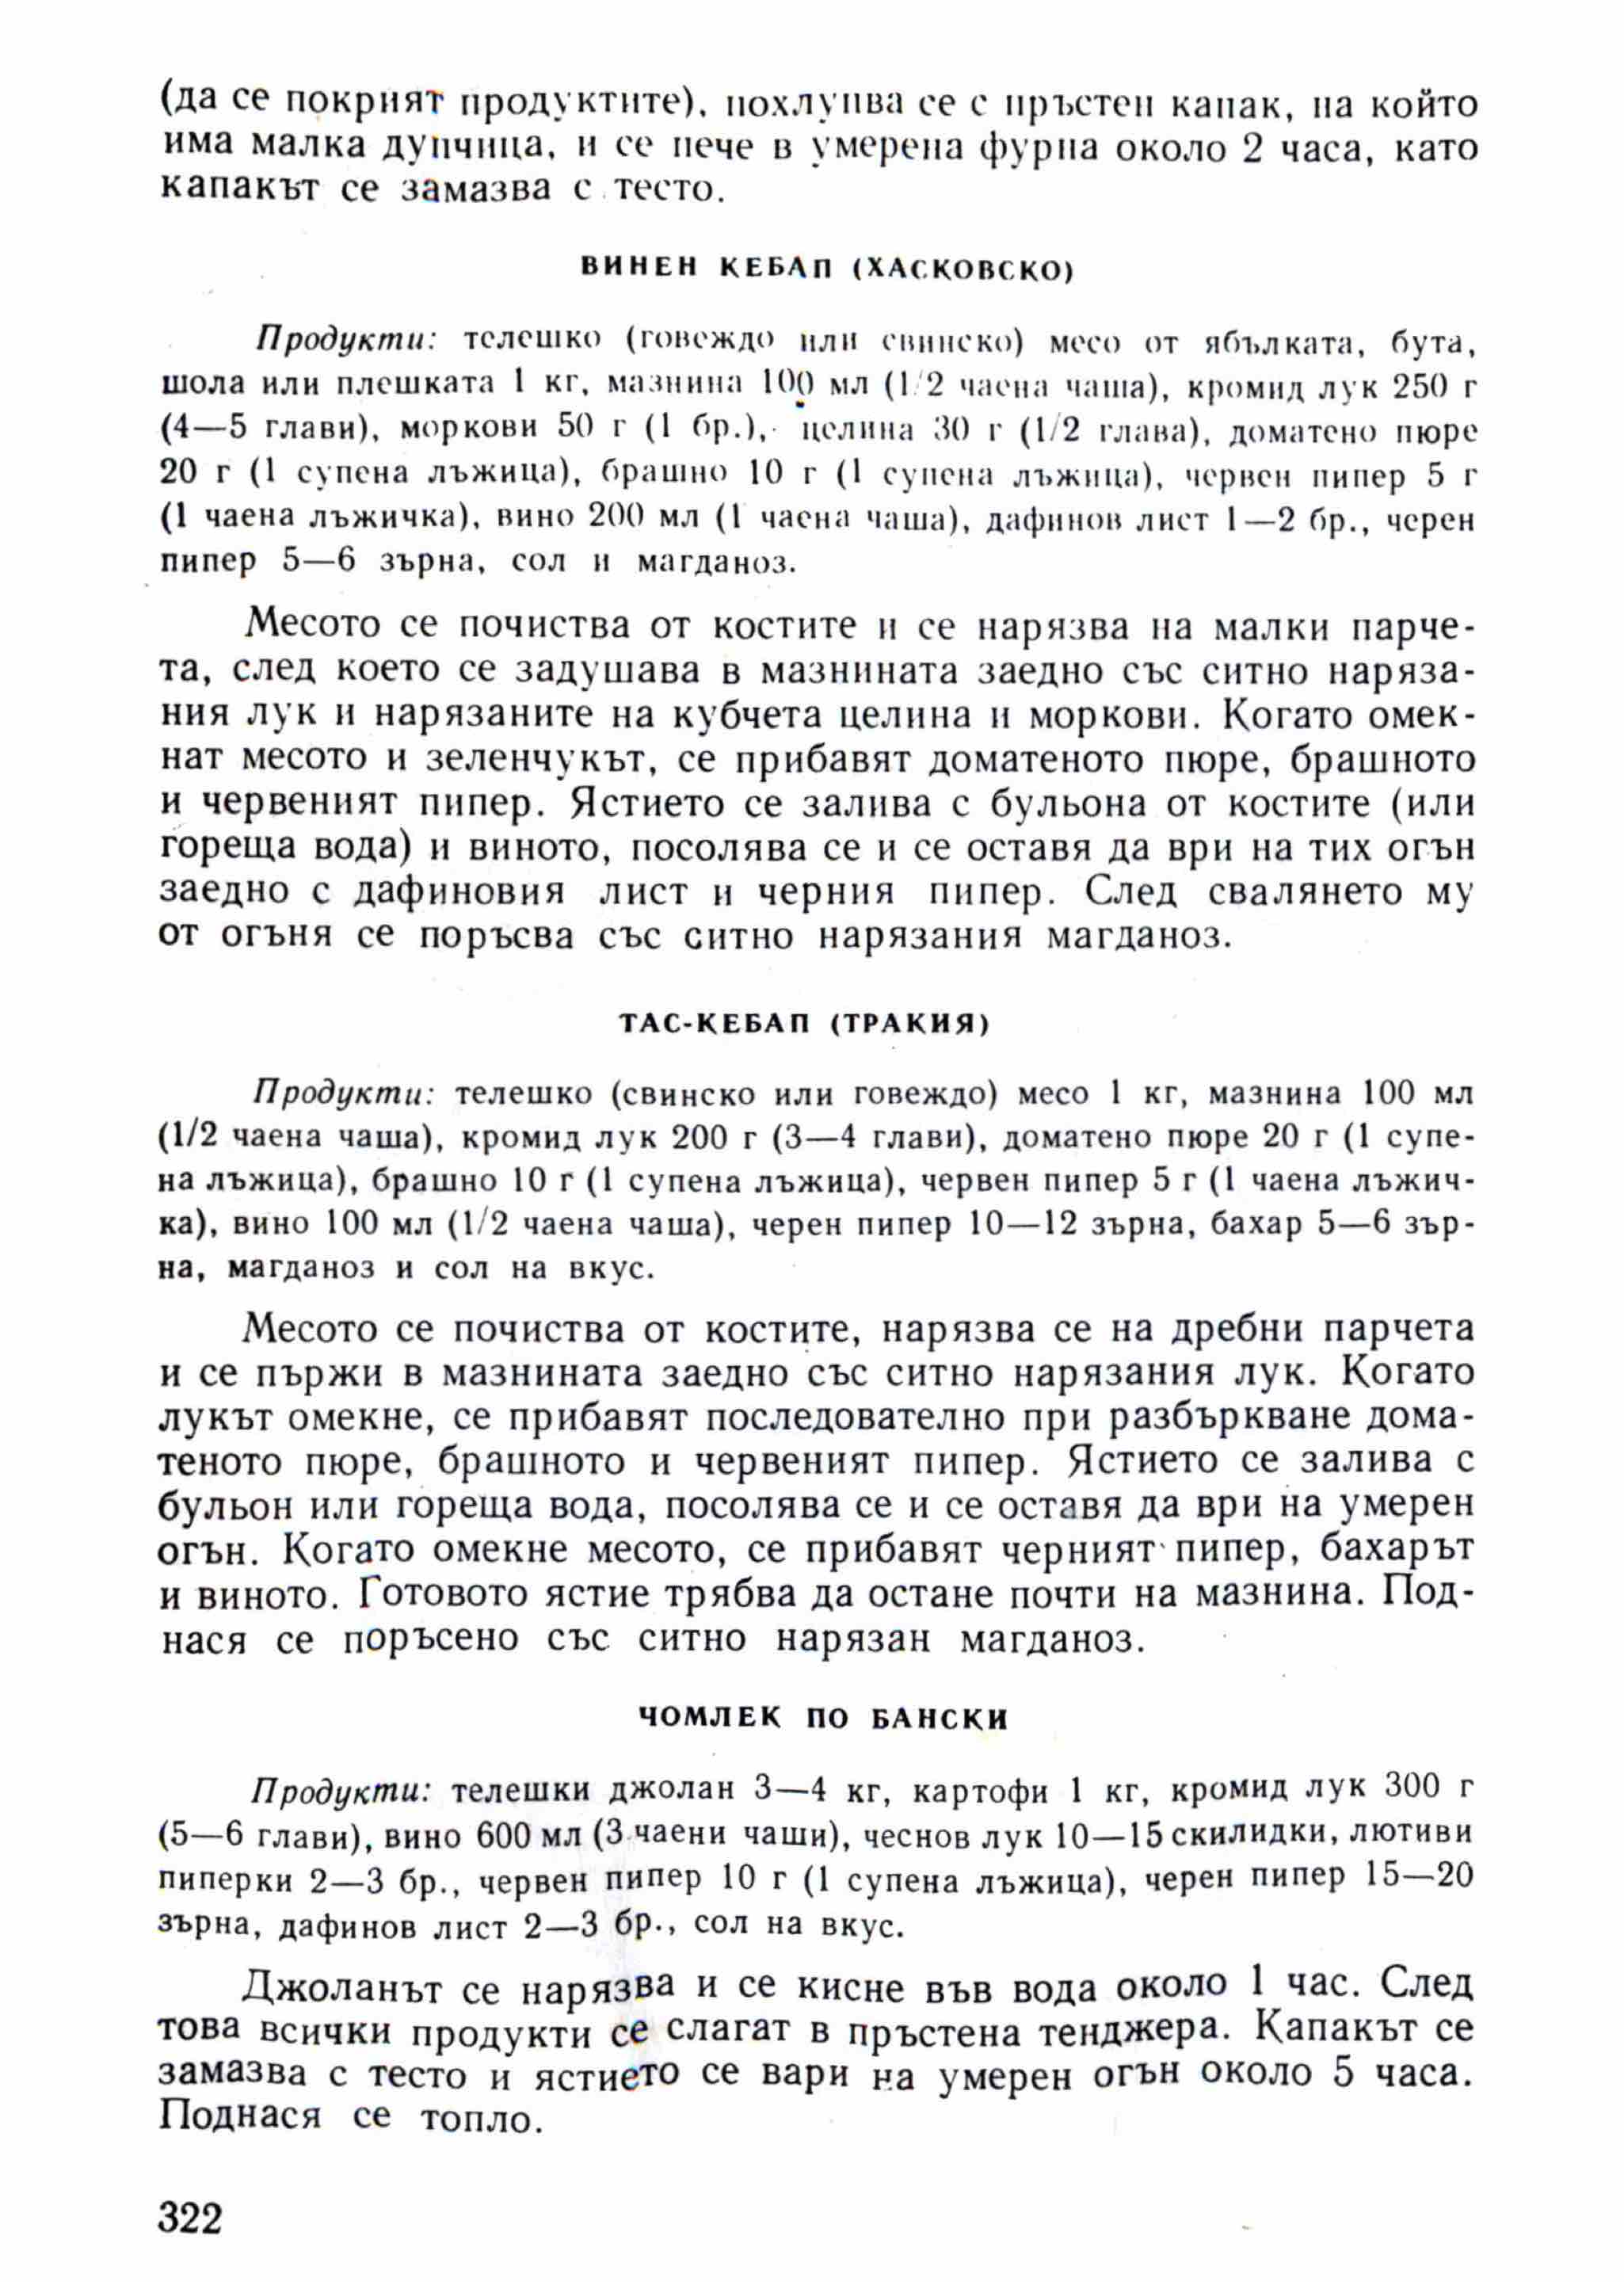 (да се покрият продуктите), похлупва се с пръстен капак, на който
има малка дупчица, и се пече в умерена фурна около 2 часа, като
капакът се замазва с тесто.
ВИНЕН КЕБАП (ХАСКОВСКО)
Продукти: телешко (говеждо или свинско) месо от ябълката, бута,
шола или плешката 1 кг, мазнина 100 мл (1/2 чаена чаша), кромид лук 250 г
(4—5 глави), моркови 50 г (1 бр.), целина 30 г (1/2 глава), доматено пюре
20 г (1 супена лъжица), брашно 10 г (1 супена лъжица), червен пипер 5 г
(1 чаена лъжичка), вино 200 мл (1 чаена чаша), дафинов лист 1—2 бр., черен
пипер 5—6 зърна, сол и магданоз.
Месото се почиства от костите и се нарязва на малки парче-
та, след което се задушава в мазнината заедно със ситно наряза-
ния лук и нарязаните на кубчета целина и моркови. Когато омек-
нат месото и зеленчукът, се прибавят доматеното пюре, брашното
и червеният пипер. Ястието се залива с бульона от костите (или
гореща вода) и виното, посолява се и се оставя да ври на тих огън
заедно с дафиновия лист и черния пипер. След свалянето му
от огъня се поръсва със ситно нарязания магданоз.
ТАС-КЕБАП (ТРАКИЯ)
Продукти: телешко (свинско или говеждо) месо 1 кг, мазнина 100 мл
(1/2 чаена чаша), кромид лук 200 г (3—4 глави), доматено пюре 20 г (1 супе-
на лъжица), брашно 10 г (1 супена лъжица), червен пипер 5 г (1 чаена лъжич-
ка), вино 100 мл (1/2 чаена чаша), черен пипер 10—12 зърна, бахар 5—6 зър-
на, магданоз и сол на вкус.
Месото се почиства от костите, нарязва се на дребни парчета
и се пържи в мазнината заедно със ситно нарязания лук. Когато
лукът омекне, се прибавят последователно при разбъркване дома-
теното пюре, брашното и червеният пипер. Ястието се залива с
бульон или гореща вода, посолява се и се оставя да ври на умерен
огън. Когато омекне месото, се прибавят черният пипер, бахарът
и виното. Готовото ястие трябва да остане почти на мазнина. Под-
нася се поръсено със ситно нарязан магданоз.
ЧОМЛЕК ПО БАНСКИ
Продукти: телешки джолан 3—4 кг, картофи 1 кг, кромид лук 300 г
(5—6 глави), вино 600 мл (3 чаени чаши), чеснов лук 10—15 скилидки, лютиви
пиперки 2—3 бр., червен пипер 10 г (1 супена лъжица), черен пипер 15—20
зърна, дафинов лист 2—3 бр., сол на вкус.
Джоланът се нарязва и се кисне във вода около 1 час. След
това всички продукти се слагат в пръстена тенджера. Капакът се
замазва с тесто и ястието се вари на умерен огън около 5 часа.
Поднася се топло.
322